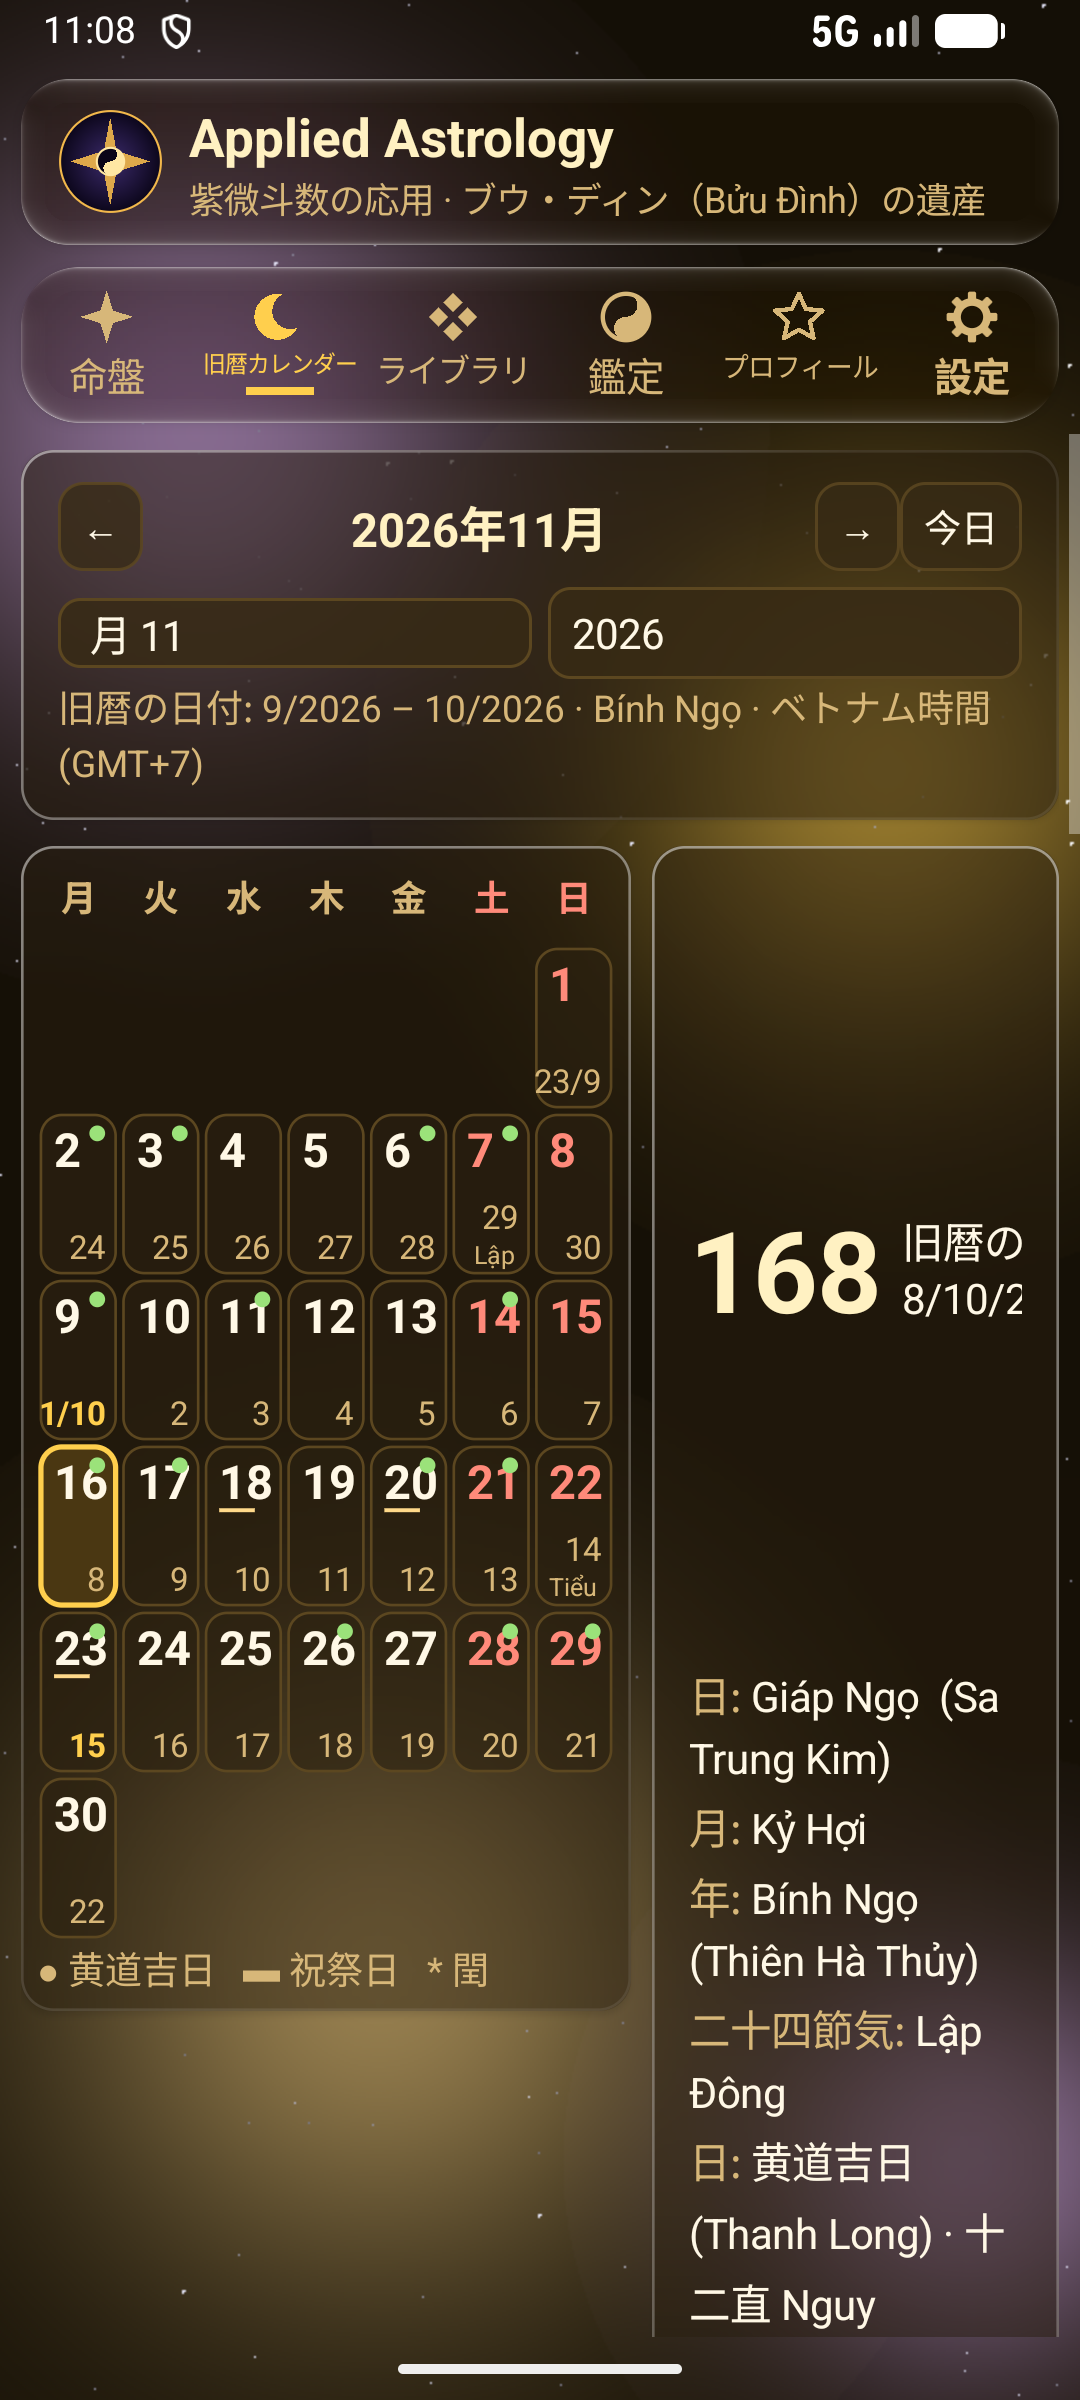 11:08
5G
Applied Astrology
紫微斗数の応用 · ブウ・ディン（Bửu Đình）の遺産
命盤 旧暦カレンダー ライブラリ 鑑定 プロフィール 設定
← 2026年11月 → 今日
月 11
2026
旧暦の日付: 9/2026 – 10/2026 · Bính Ngọ · ベトナム時間
(GMT+7)
月 火 水 木 金 土 日
1
23/9
2 3 4 5 6 7 8
24 25 26 27 28 29 30
Lập
9 10 11 12 13 14 15
1/10 2 3 4 5 6 7
16 17 18 19 20 21 22
8 9 10 11 12 13 14
Tiểu
23 24 25 26 27 28 29
15 16 17 18 19 20 21
30
22
● 黄道吉日 ▬ 祝祭日 * 閏
168
旧暦の
8/10/2
日: Giáp Ngọ (Sa
Trung Kim)
月: Kỷ Hợi
年: Bính Ngọ
(Thiên Hà Thủy)
二十四節気: Lập
Đông
日: 黄道吉日
(Thanh Long) · 十
二直 Nguy